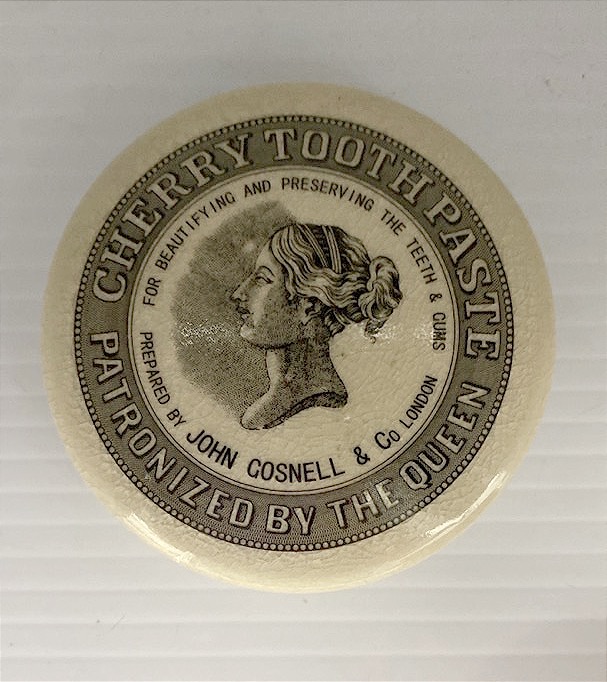 CHERRY TOOTH PASTE
FOR BEAUTIFYING AND PRESERVING THE TEETH & GUMS
PREPARED BY JOHN GOSNELL & Co LONDON
PATRONIZED BY THE QUEEN